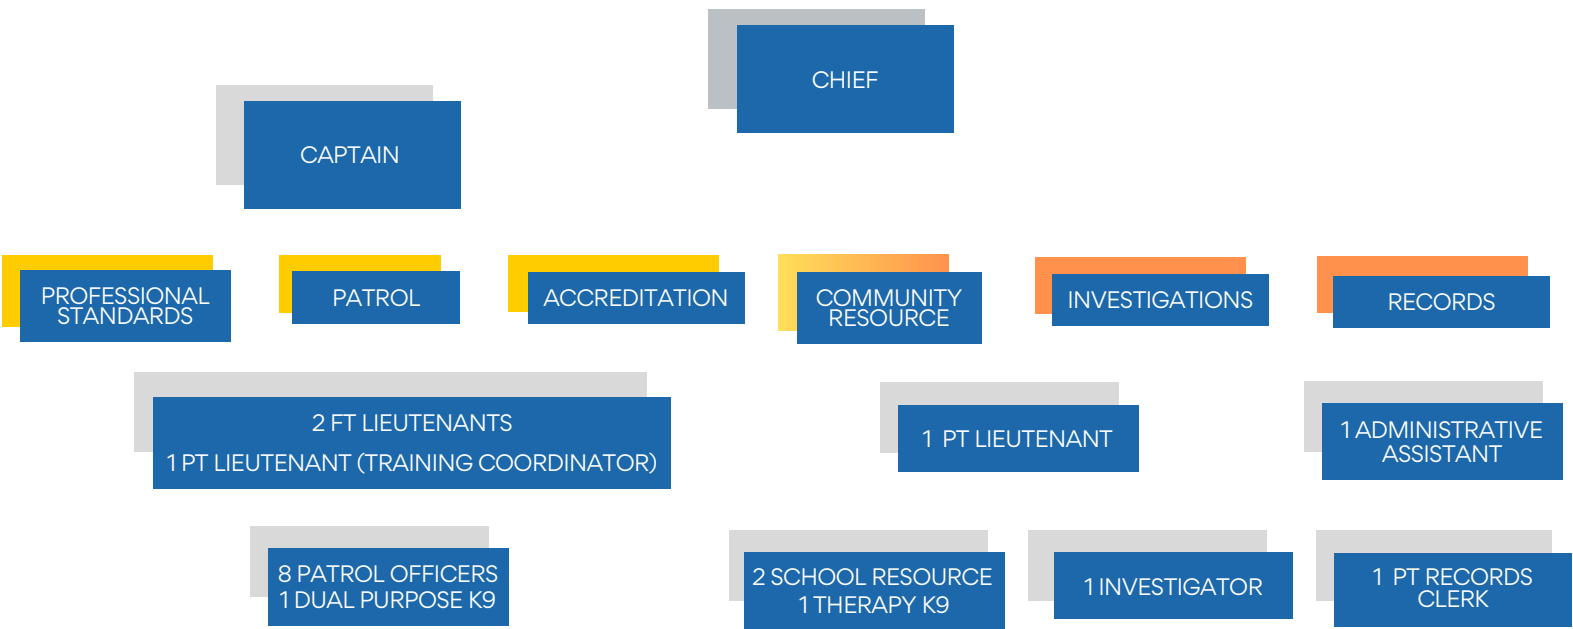 CHIEF
CAPTAIN
PROFESSIONAL
STANDARDS
PATROL
ACCREDITATION
COMMUNITY
RESOURCE
INVESTIGATIONS
RECORDS
2 FT LIEUTENANTS
1 PT LIEUTENANT (TRAINING COORDINATOR)
1 PT LIEUTENANT
1 ADMINISTRATIVE
ASSISTANT
8 PATROL OFFICERS
1 DUAL PURPOSE K9
2 SCHOOL RESOURCE
1 THERAPY K9
1 INVESTIGATOR
1 PT RECORDS
CLERK